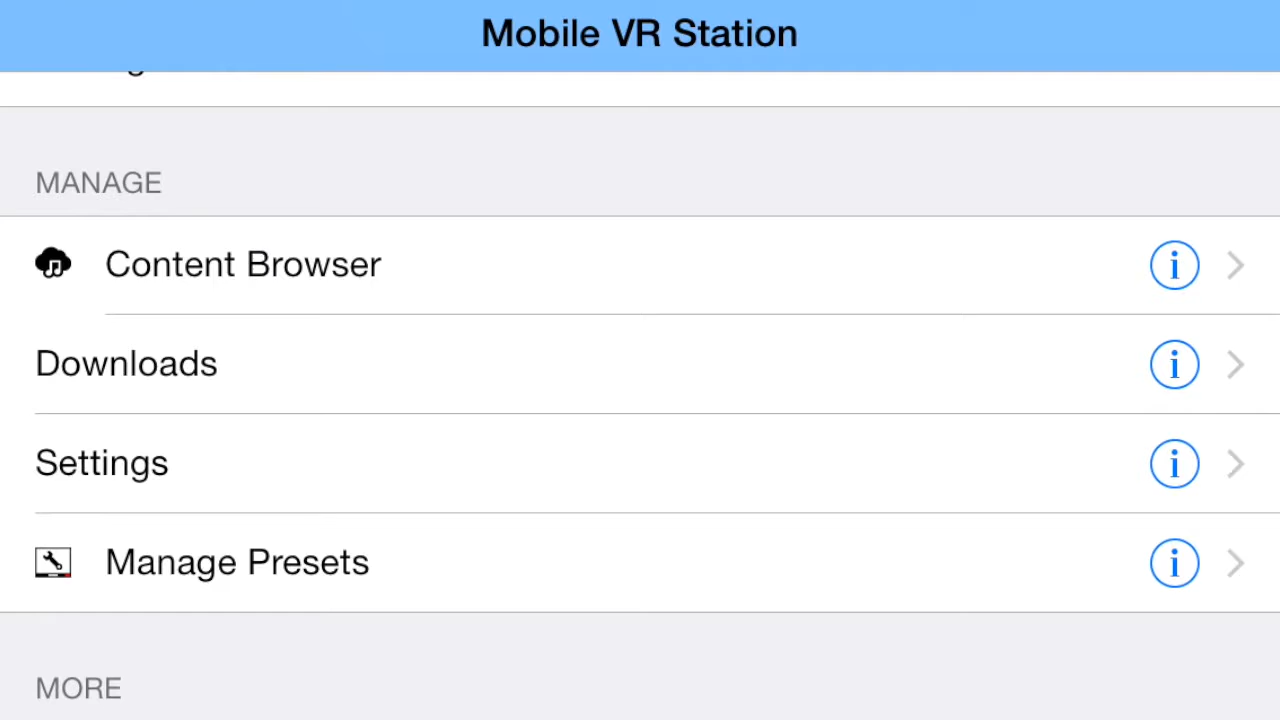 Mobile VR Station
MANAGE
Content Browser
Downloads
Settings
Manage Presets
MORE